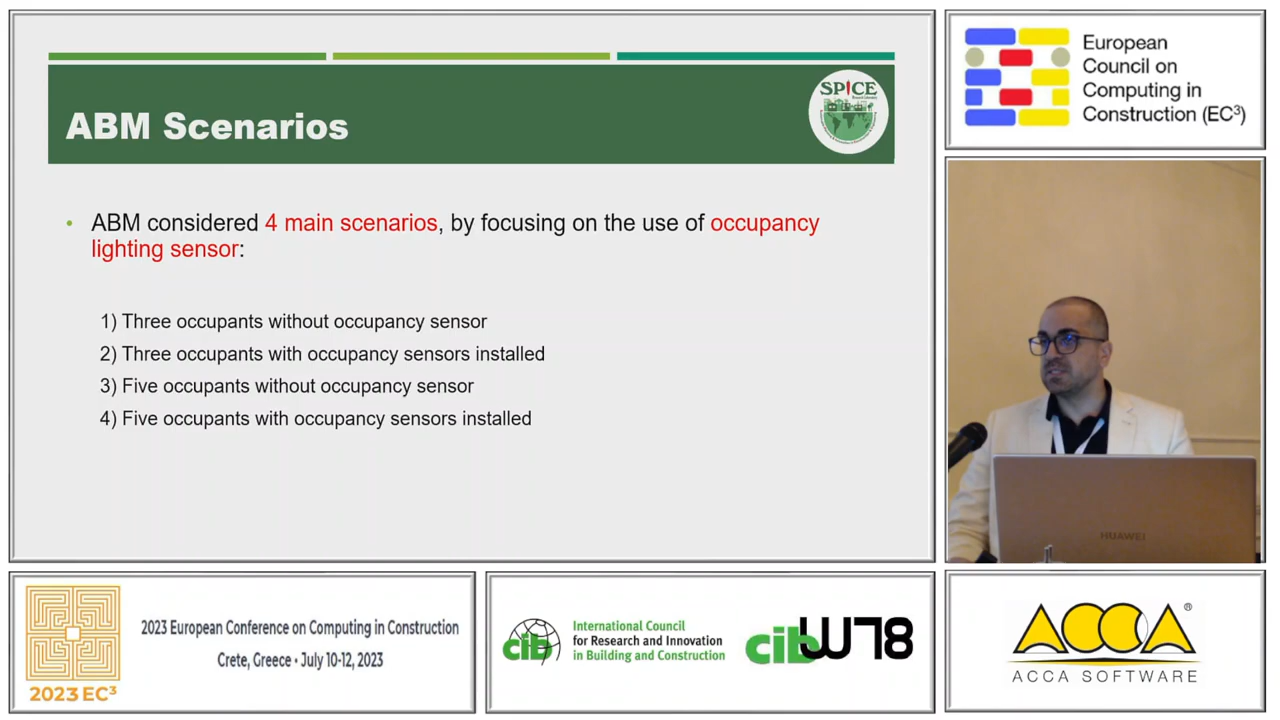 ABM Scenarios
SPICE
• ABM considered 4 main scenarios, by focusing on the use of occupancy
lighting sensor:
1) Three occupants without occupancy sensor
2) Three occupants with occupancy sensors installed
3) Five occupants without occupancy sensor
4) Five occupants with occupancy sensors installed
European
Council on
Computing in
Construction (EC³)
HUAWEI
2023 EC³
2023 European Conference on Computing in Construction
Crete, Greece • July 10-12, 2023
cib
International Council
for Research and Innovation
in Building and Construction
cib W78
ACCA®
ACCA SOFTWARE